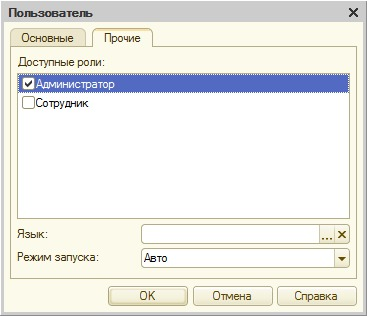 Пользователь
Основные Прочие
Доступные роли:
Администратор
Сотрудник
Язык: ...
Режим запуска: Авто
OK Отмена Справка